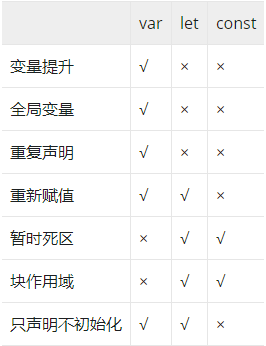 var let const
变量提升 √ × ×
全局变量 √ × ×
重复声明 √ × ×
重新赋值 √ √ ×
暂时死区 × √ √
块作用域 × √ √
只声明不初始化 √ √ ×